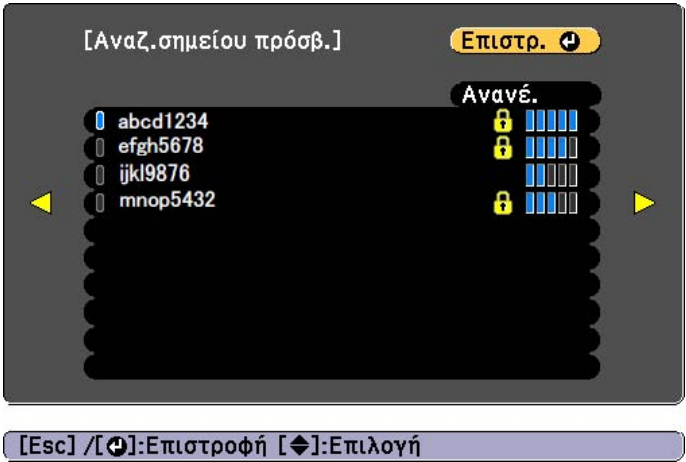 [Αναζ.σημείου πρόσβ.] Επιστρ.
Ανανέ.
abcd1234
efgh5678
ijkl9876
mnop5432
[Esc] /[⏎]:Επιστροφή [◆]:Επιλογή